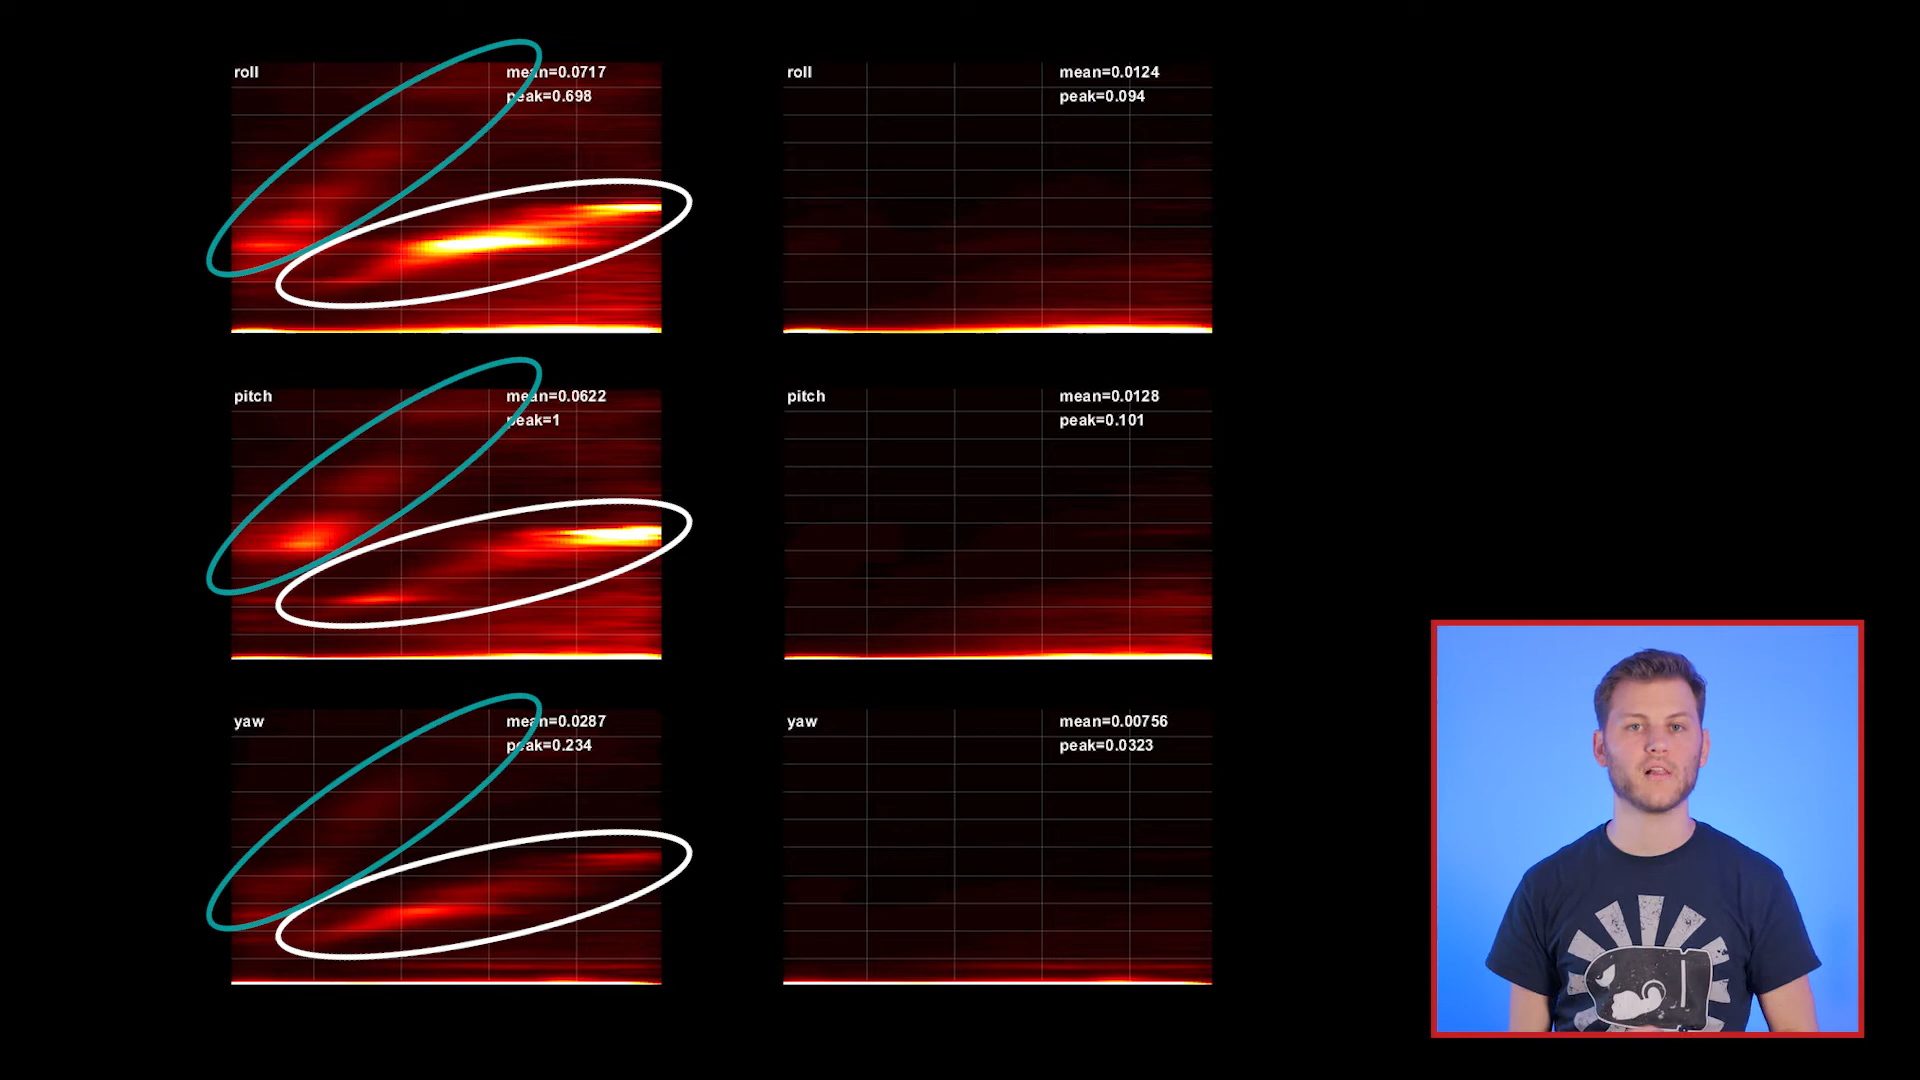 roll
mean=0.0717
peak=0.698
roll
mean=0.0124
peak=0.094
pitch
mean=0.0622
peak=1
pitch
mean=0.0128
peak=0.101
yaw
mean=0.0287
peak=0.234
yaw
mean=0.00756
peak=0.0323